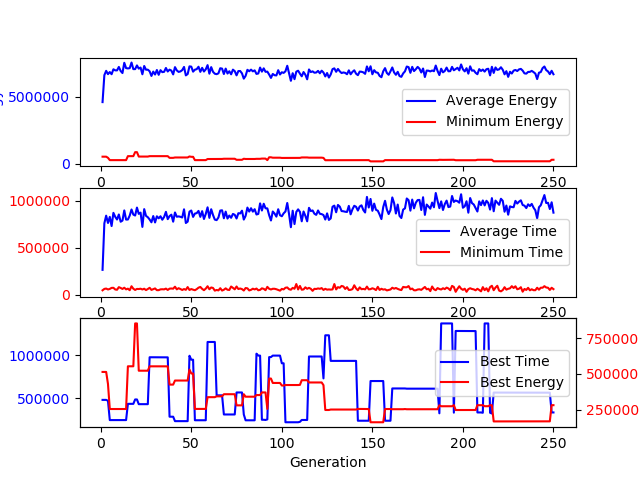 5000000
0
Average Energy
Minimum Energy
0 50 100 150 200 250
1000000
500000
0
Average Time
Minimum Time
0 50 100 150 200 250
1000000
500000
750000
500000
250000
Best Time
Best Energy
0 50 100 150 200 250
Generation